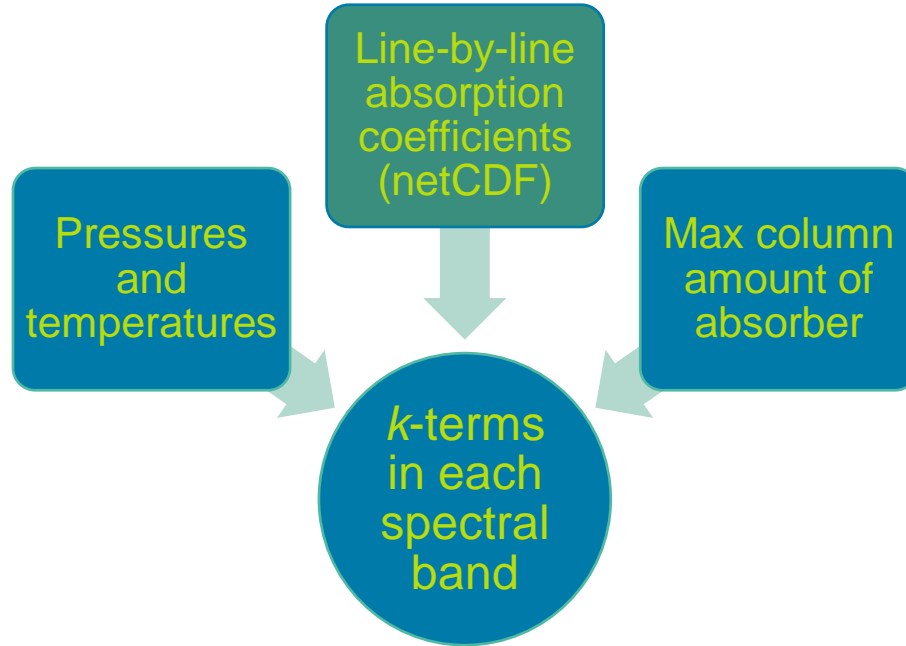 Line-by-line
absorption
coefficients
(netCDF)
Pressures
and
temperatures
Max column
amount of
absorber
k-terms
in each
spectral
band